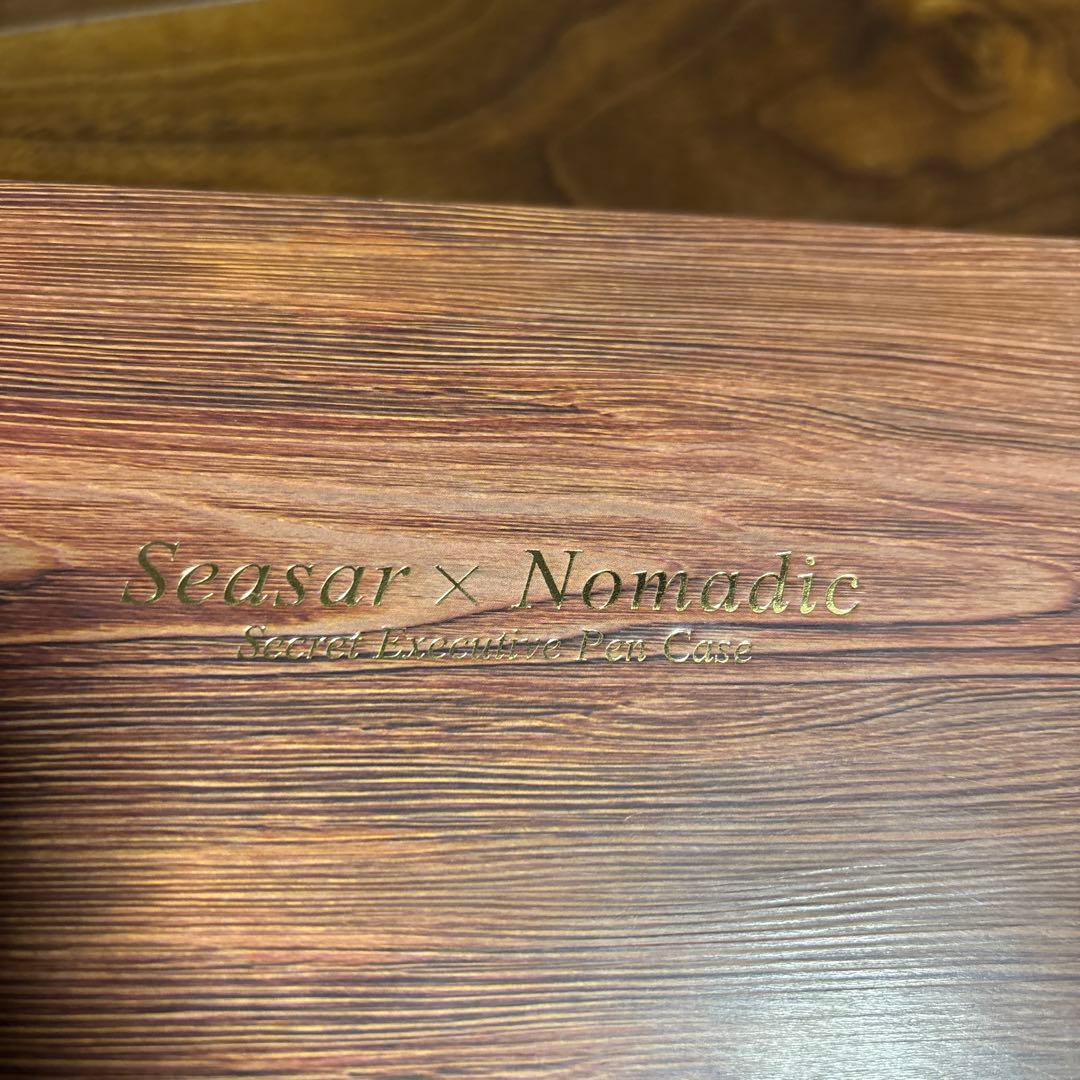 Seasar × Nomadic
Secret Executive Pen Case